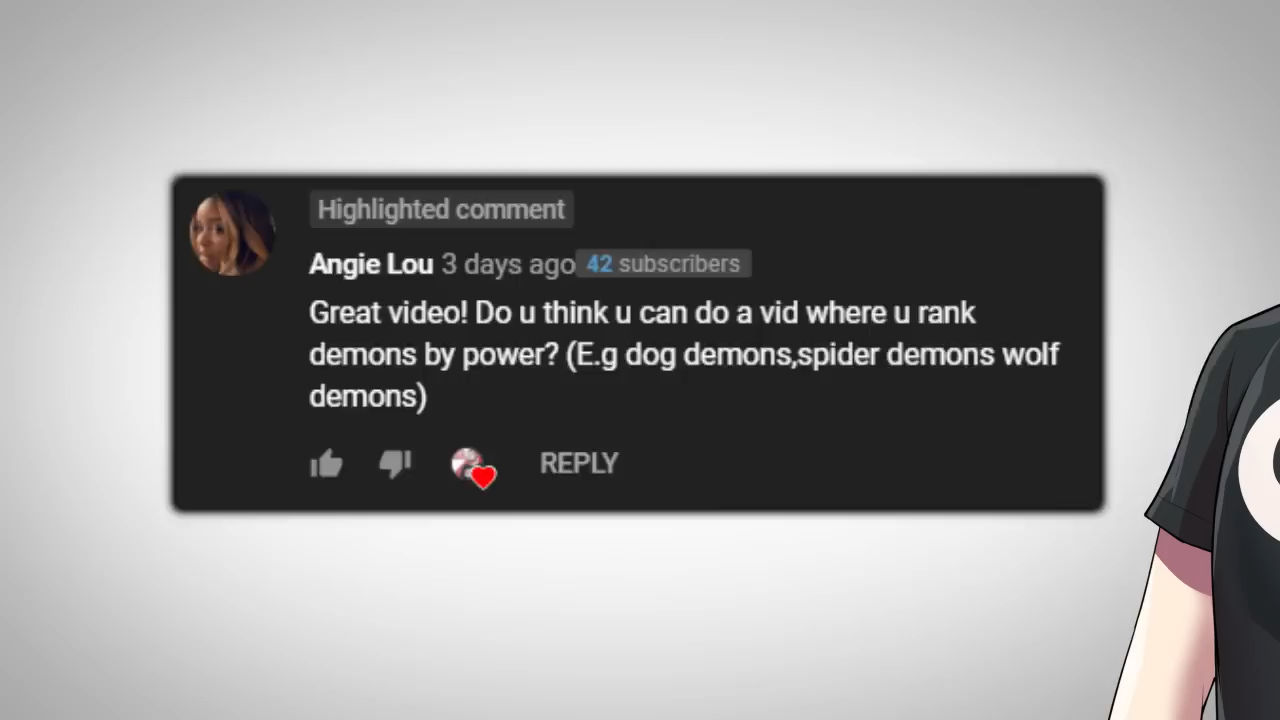 Highlighted comment
Angie Lou 3 days ago 42 subscribers
Great video! Do u think u can do a vid where u rank
demons by power? (E.g dog demons,spider demons wolf
demons)
REPLY